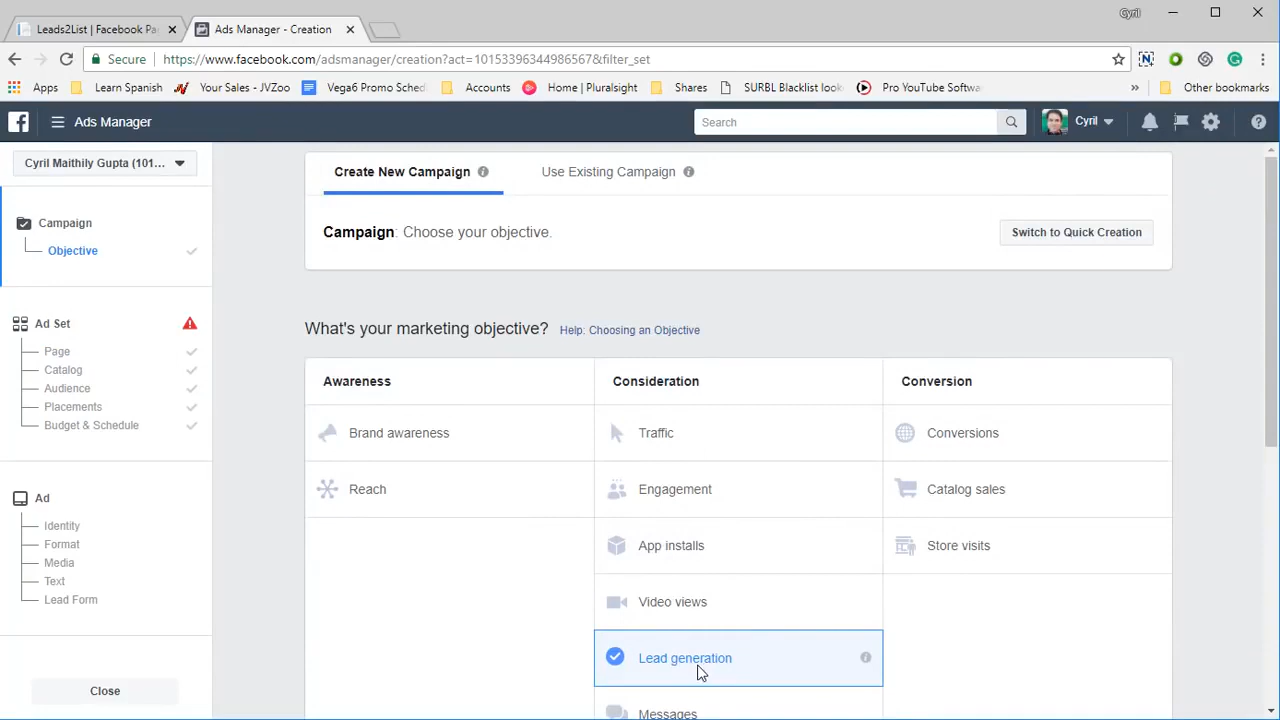 Cyril
Leads2List | Facebook Pa
Ads Manager - Creation
Secure
https://www.facebook.com/adsmanager/creation?act=10153396344986567&filter_set
Apps
Learn Spanish
Your Sales - JVZoo
Vega6 Promo Sched
Accounts
Home | Pluralsight
Shares
SURBL Blacklist look
Pro YouTube Softwa
»
Other bookmarks
Ads Manager
Search
Cyril
Cyril Maithily Gupta (101...
Create New Campaign
Use Existing Campaign
Campaign
Objective
Campaign: Choose your objective.
Switch to Quick Creation
Ad Set
Page
Catalog
Audience
Placements
Budget & Schedule
What's your marketing objective?
Help: Choosing an Objective
Awareness
Consideration
Conversion
Brand awareness
Traffic
Conversions
Reach
Engagement
Catalog sales
App installs
Store visits
Video views
Lead generation
Messages
Ad
Identity
Format
Media
Text
Lead Form
Close